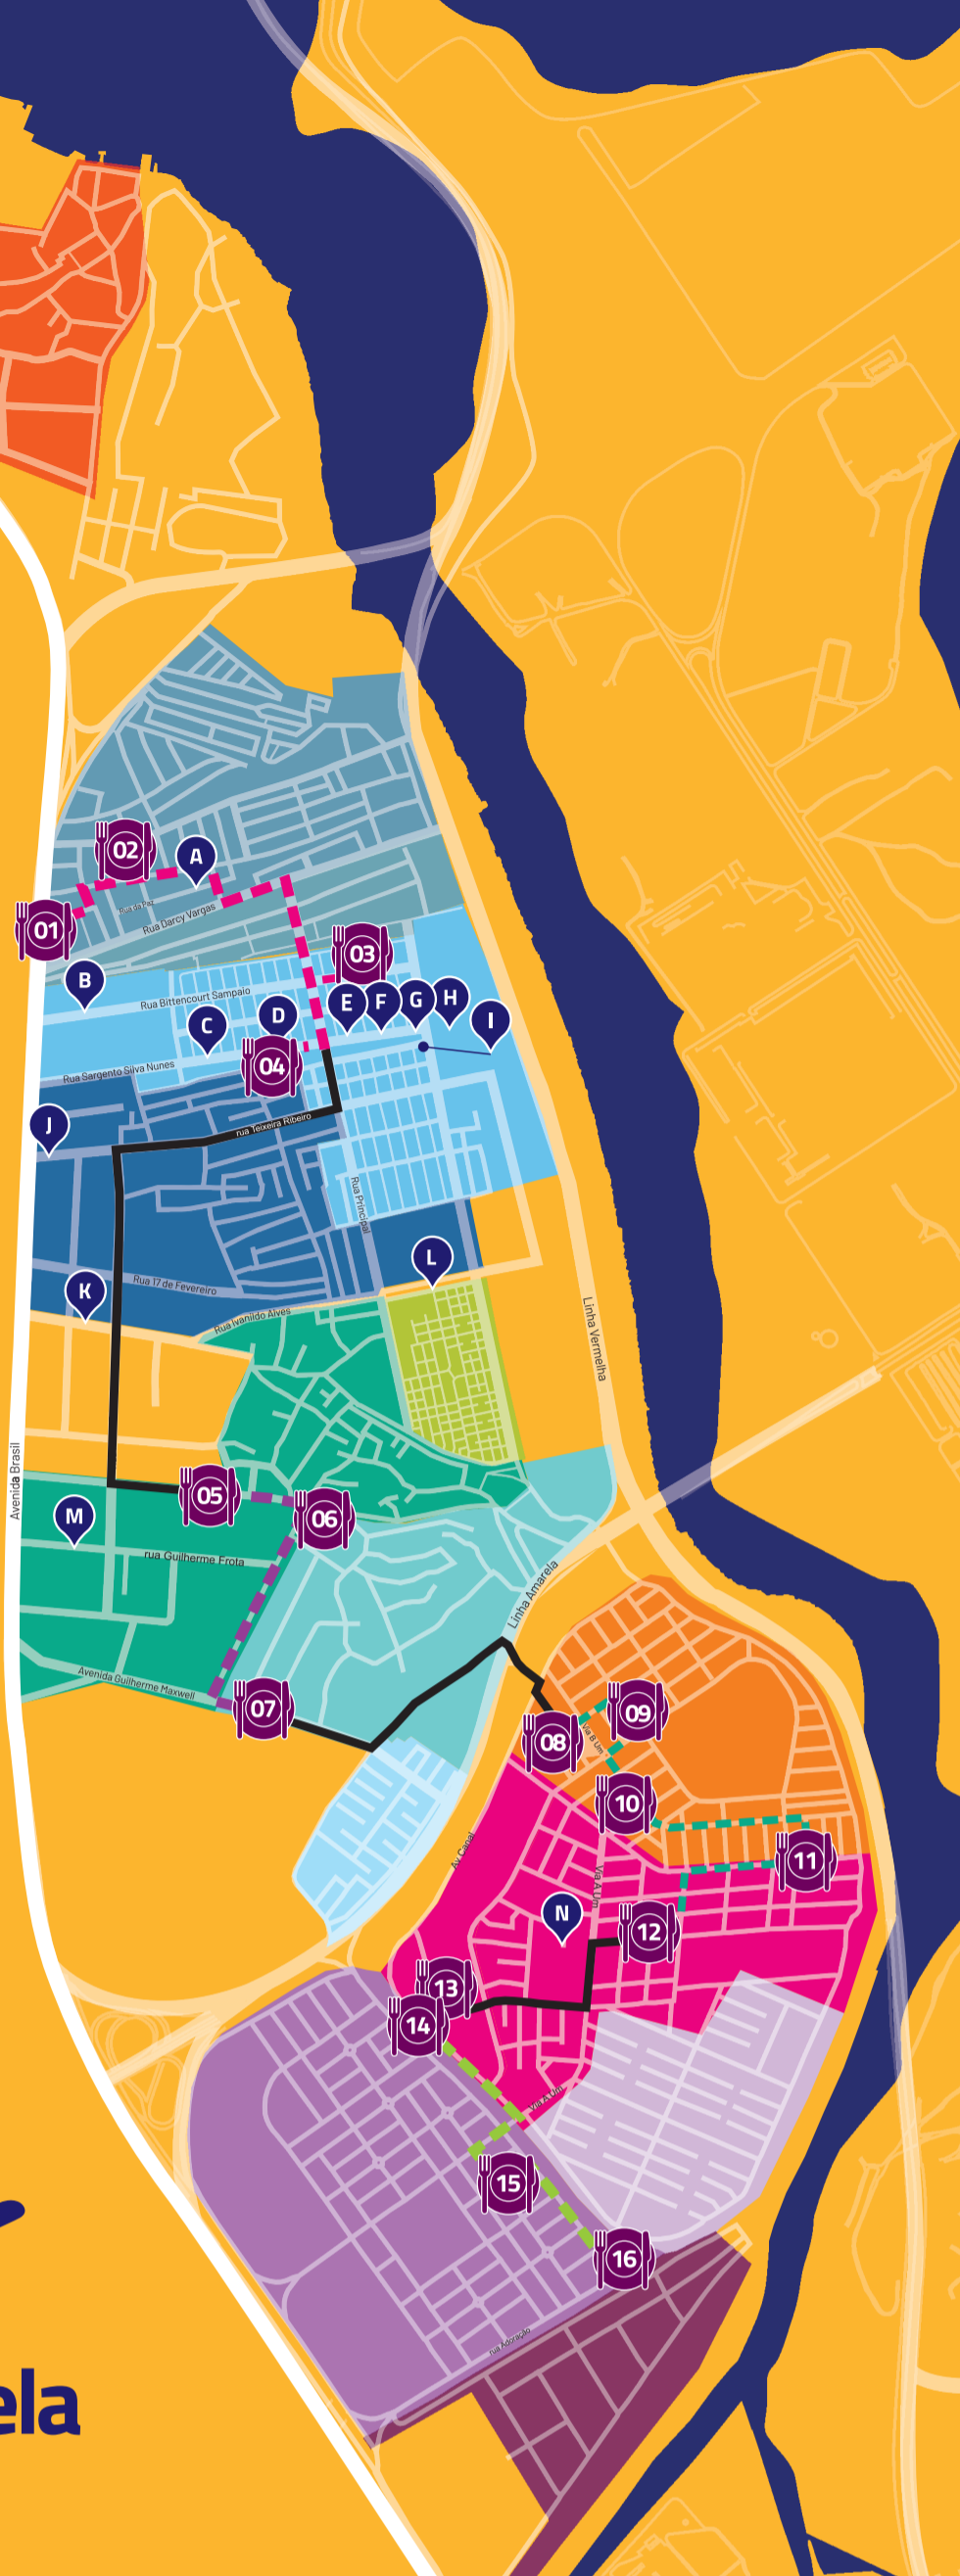 02
A
Rua da Paz
Rua Darcy Vargas
01
03
B
Rua Bittencourt Sampaio
E
F
G
H
D
C
I
04
Rua Sargento Silva Nunes
J
rua Teixeira Ribeiro
Rua Principal
L
Rua 17 de Fevereiro
K
Rua Ivanildo Alves
Linha Vermelha
Avenida Brasil
05
06
M
rua Guilherme Frota
Linha Amarela
Avenida Guilherme Maxwell
07
09
08
Via B Um
10
Av Canal
11
Via A Um
N
12
13
14
Via A Um
15
16
rua Adoração
ela